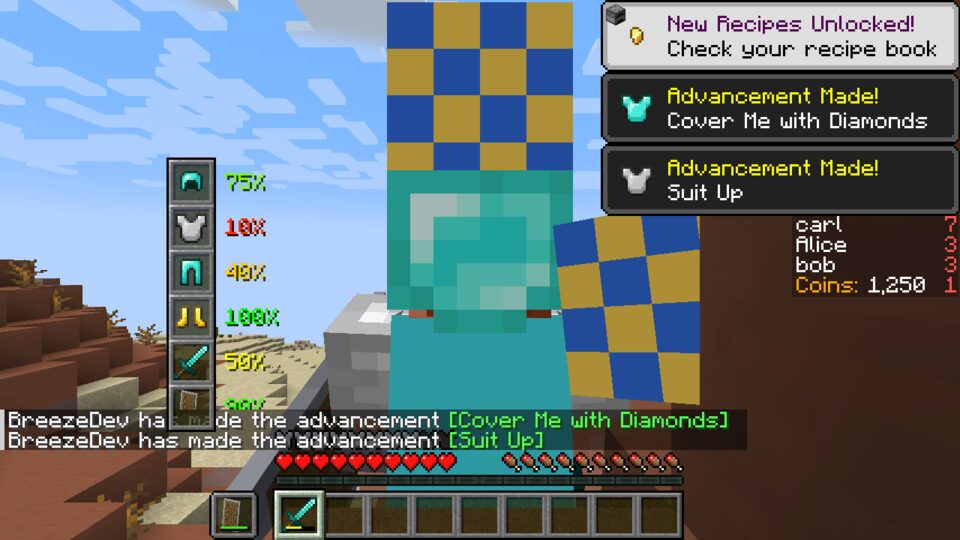 New Recipes Unlocked!
Check your recipe book
Advancement Made!
Cover Me with Diamonds
Advancement Made!
Suit Up
75%
10%
40%
100%
50%
90%
carl 7
Alice 3
bob 3
Coins: 1,250 1
BreezeDev has made the advancement [Cover Me with Diamonds]
BreezeDev has made the advancement [Suit Up]